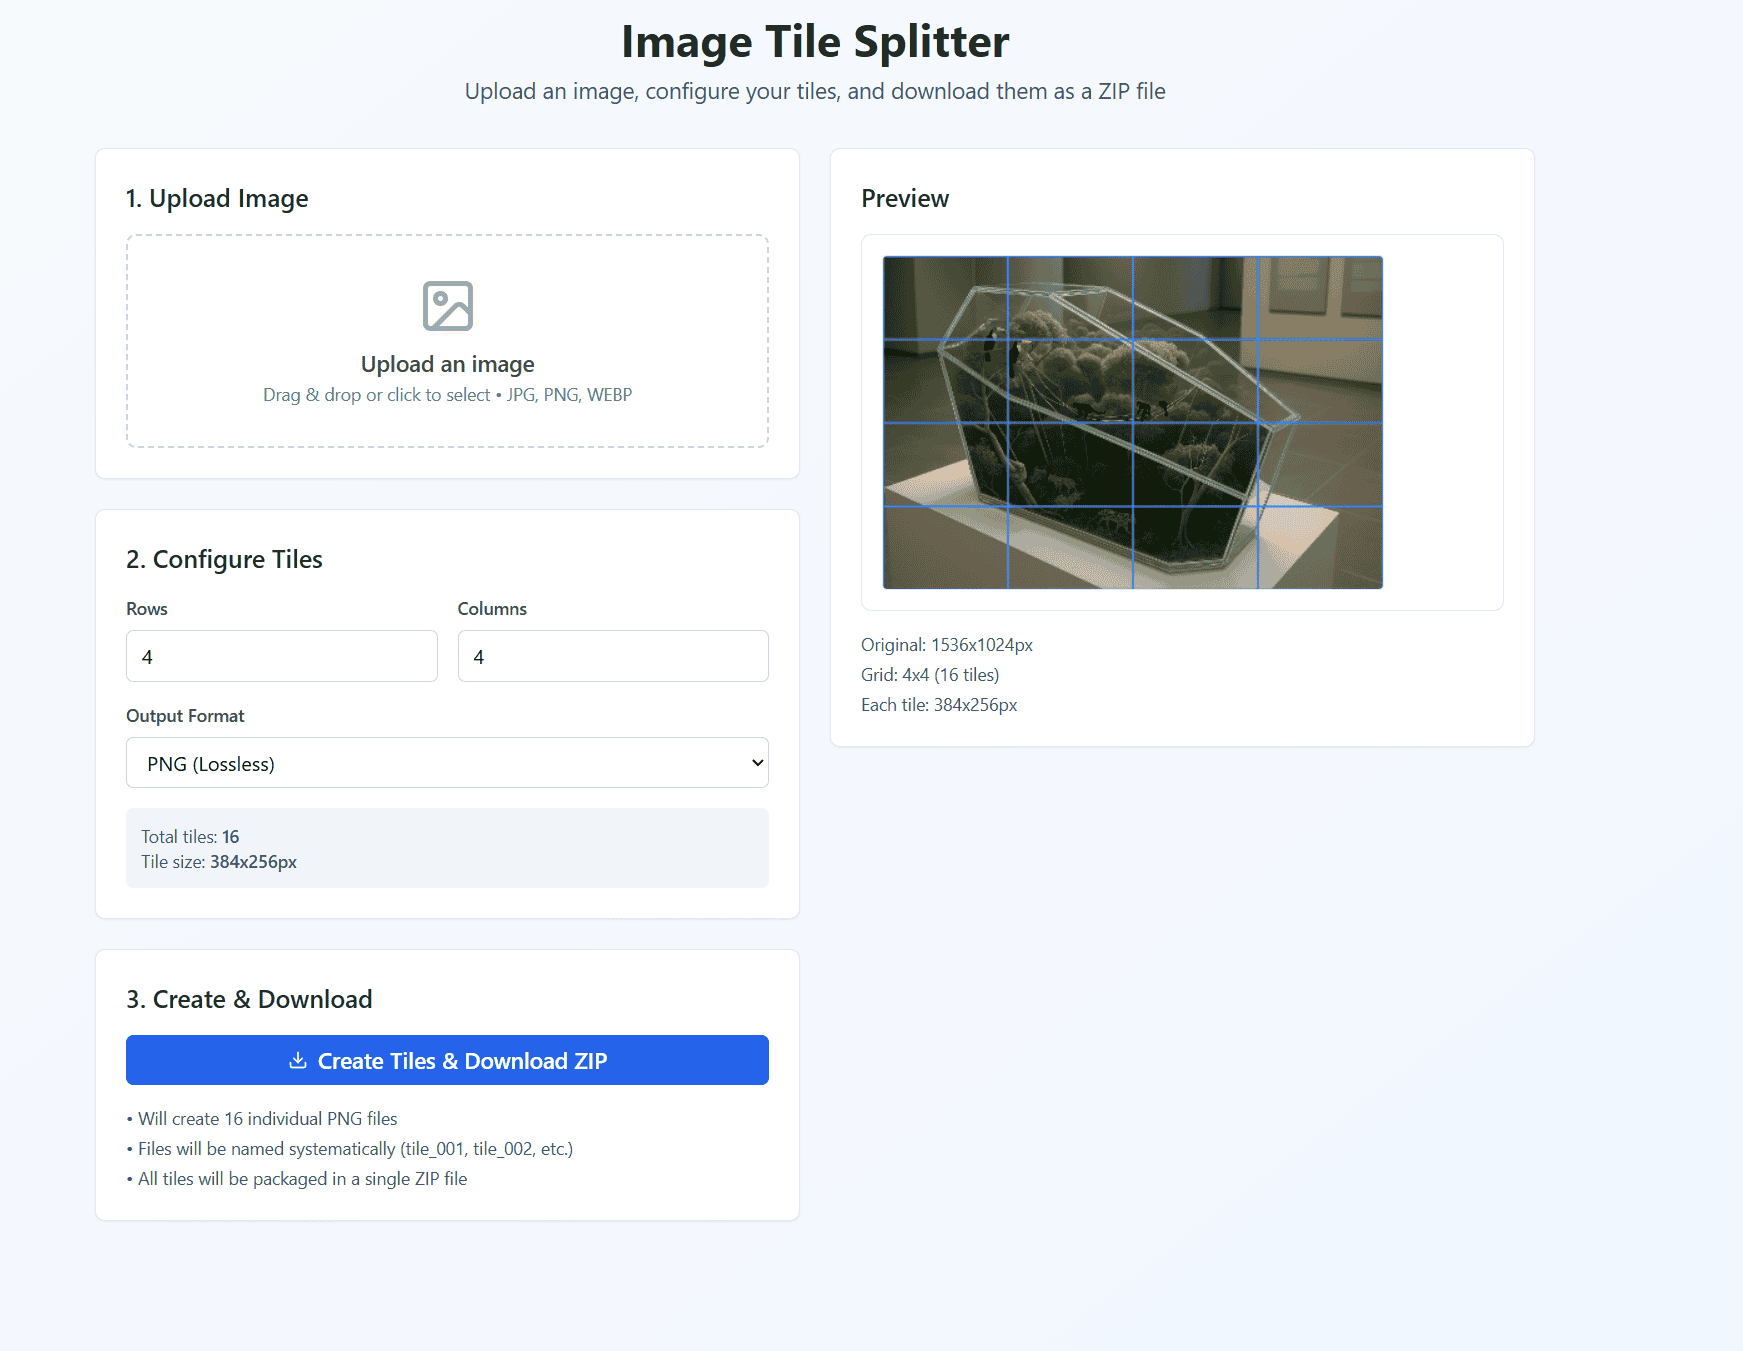 Image Tile Splitter
Upload an image, configure your tiles, and download them as a ZIP file
1. Upload Image
Upload an image
Drag & drop or click to select • JPG, PNG, WEBP
2. Configure Tiles
Rows
Columns
4
4
Output Format
PNG (Lossless)
Total tiles: 16
Tile size: 384x256px
3. Create & Download
Create Tiles & Download ZIP
• Will create 16 individual PNG files
• Files will be named systematically (tile_001, tile_002, etc.)
• All tiles will be packaged in a single ZIP file
Preview
Original: 1536x1024px
Grid: 4x4 (16 tiles)
Each tile: 384x256px